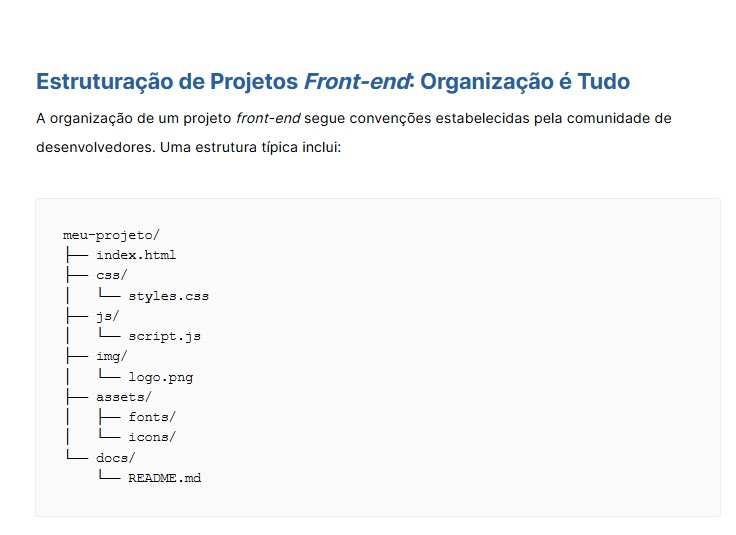 Estruturação de Projetos Front-end: Organização é Tudo
A organização de um projeto front-end segue convenções estabelecidas pela comunidade de
desenvolvedores. Uma estrutura típica inclui:
meu-projeto/
├── index.html
├── css/
│   └── styles.css
├── js/
│   └── script.js
├── img/
│   └── logo.png
├── assets/
│   ├── fonts/
│   └── icons/
└── docs/
    └── README.md